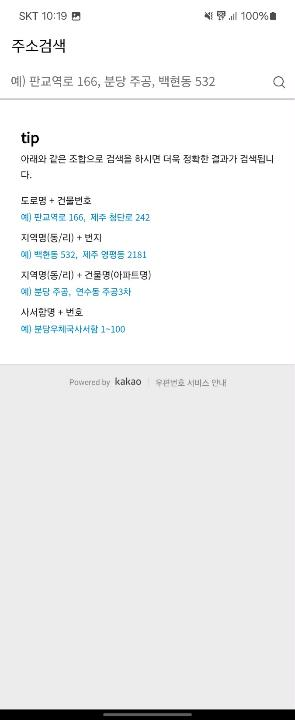 SKT 10:19 100%
주소검색
예) 판교역로 166, 분당 주공, 백현동 532
tip
아래와 같은 조합으로 검색을 하시면 더욱 정확한 결과가 검색됩니
다.
도로명 + 건물번호
예) 판교역로 166, 제주 첨단로 242
지역명(동/리) + 번지
예) 백현동 532, 제주 영평동 2181
지역명(동/리) + 건물명(아파트명)
예) 분당 주공, 연수동 주공3차
사서함명 + 번호
예) 분당우체국사서함 1~100
Powered by kakao 우편번호 서비스 안내